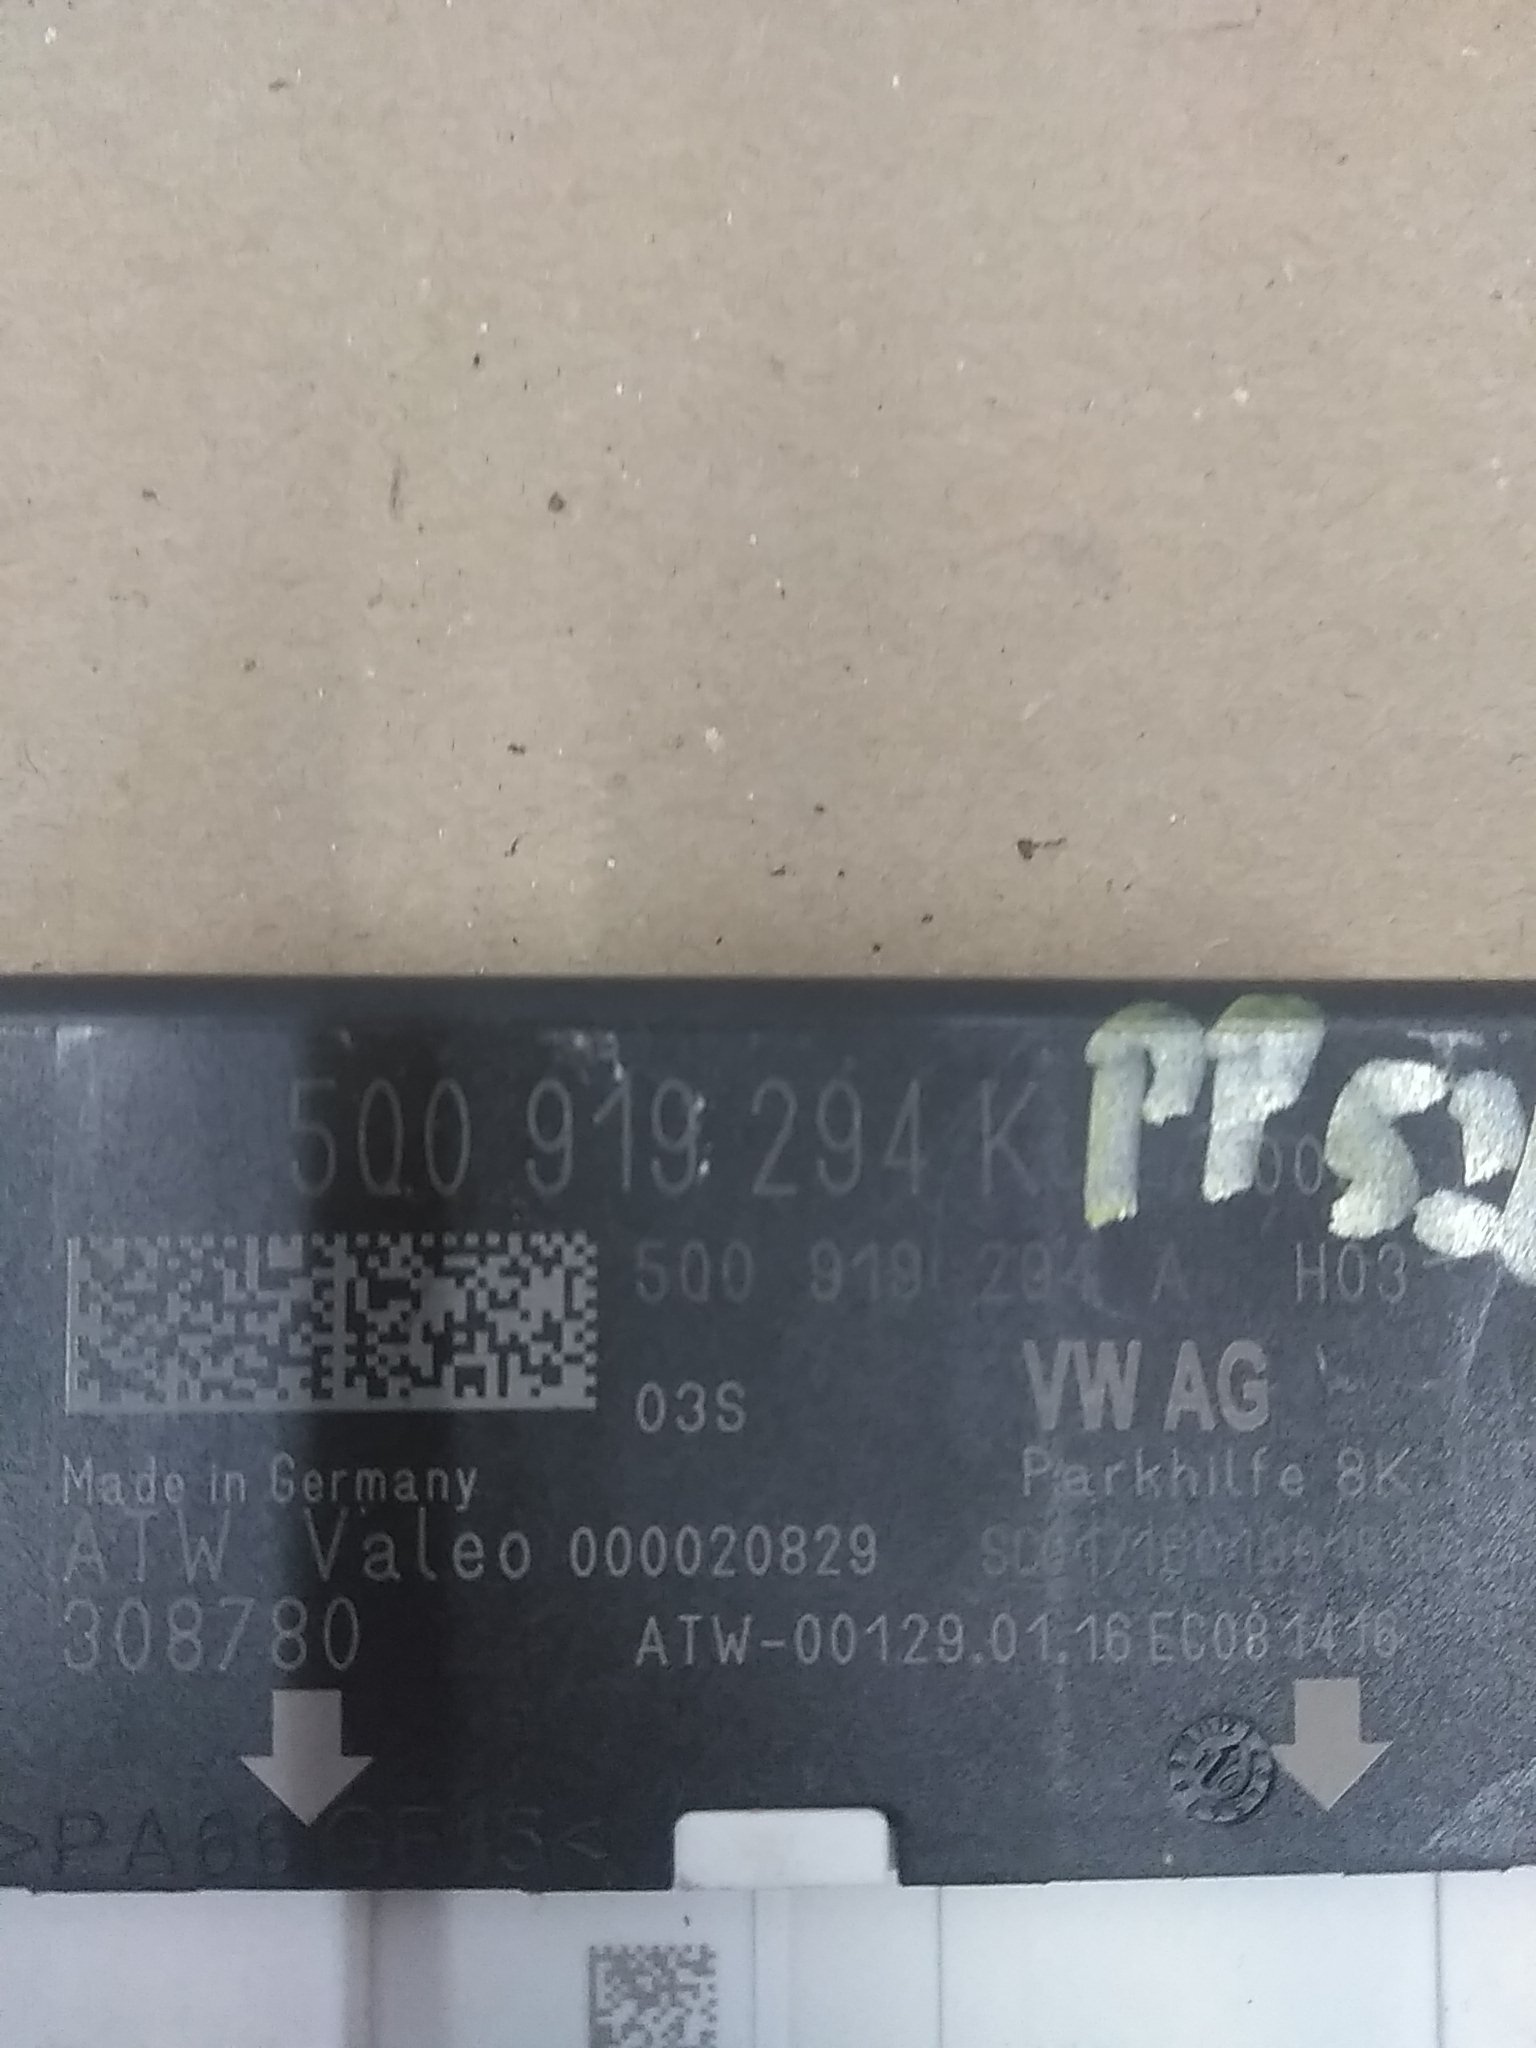 5Q0 919 294 K
5Q0 919 294 A H03
03S
VW AG
Made in Germany
Parkhilfe 8K
ATW Valeo 000020829
308780
ATW-00129.01.16 EC081416